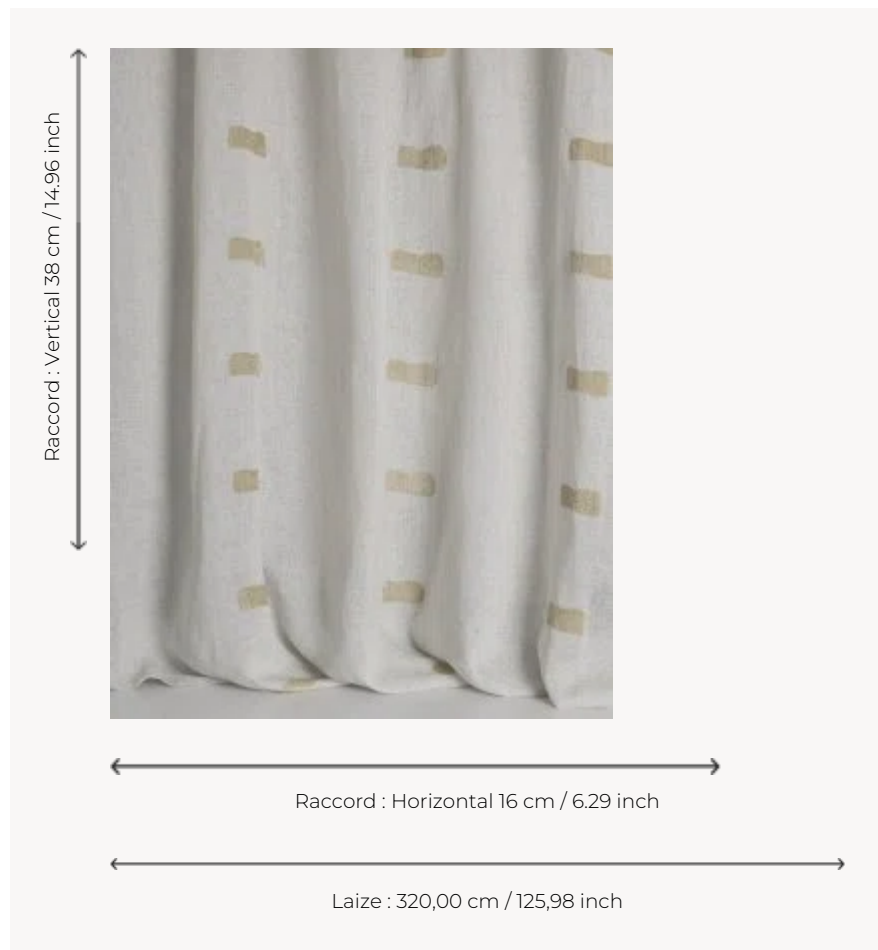 Raccord : Vertical 38 cm / 14.96 inch
Raccord : Horizontal 16 cm / 6.29 inch
Laize : 320,00 cm / 125,98 inch